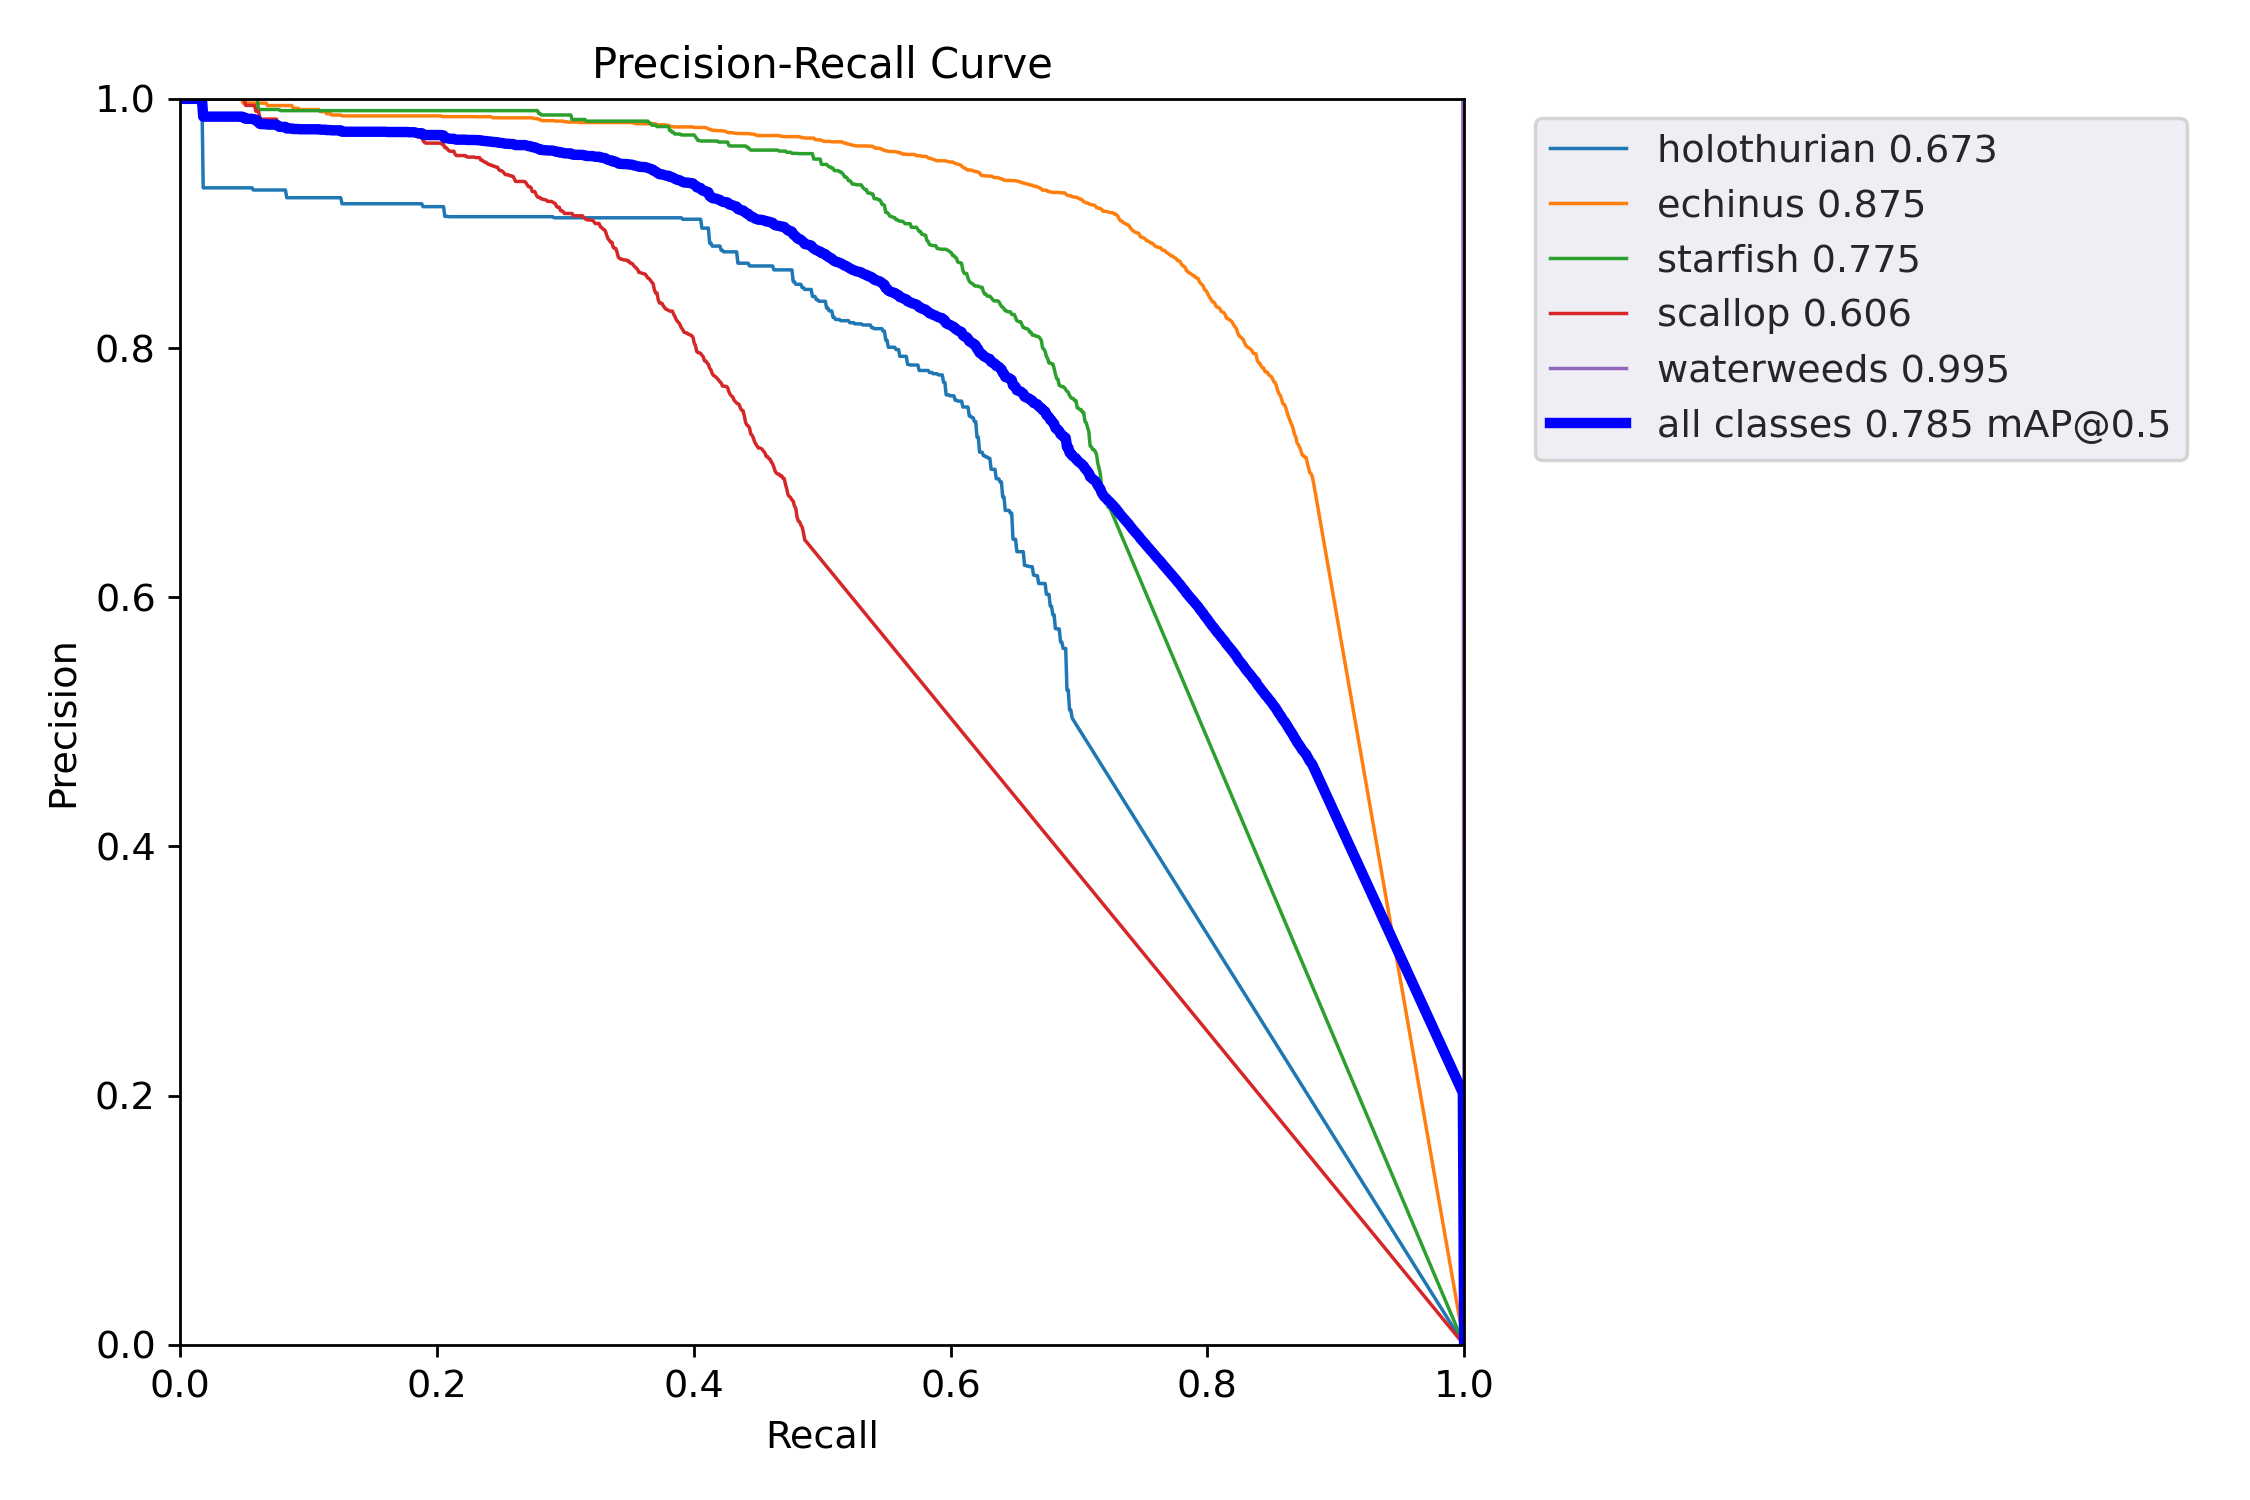 Precision-Recall Curve
1.0
0.8
0.6
0.4
0.2
0.0
Precision
0.0 0.2 0.4 0.6 0.8 1.0
Recall
holothurian 0.673
echinus 0.875
starfish 0.775
scallop 0.606
waterweeds 0.995
all classes 0.785 mAP@0.5